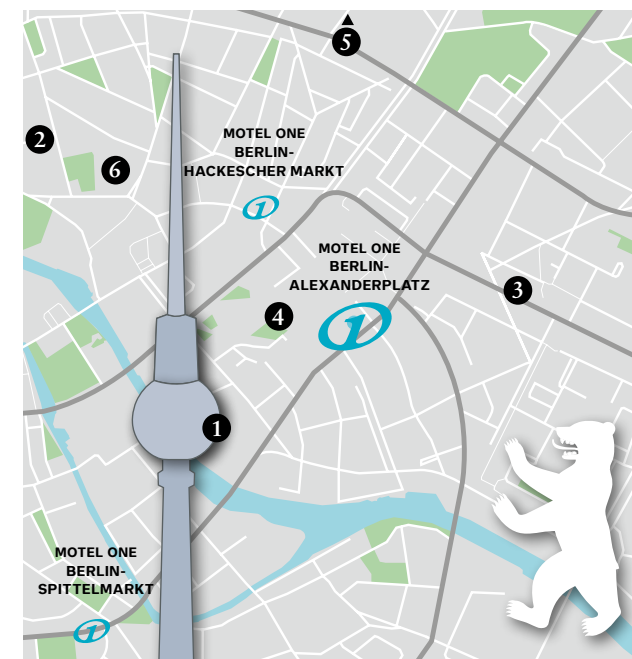 5
2
MOTEL ONE
BERLIN-
HACKESCHER MARKT
6
MOTEL ONE
BERLIN-
ALEXANDERPLATZ
3
4
1
MOTEL ONE
BERLIN-
SPITTELMARKT